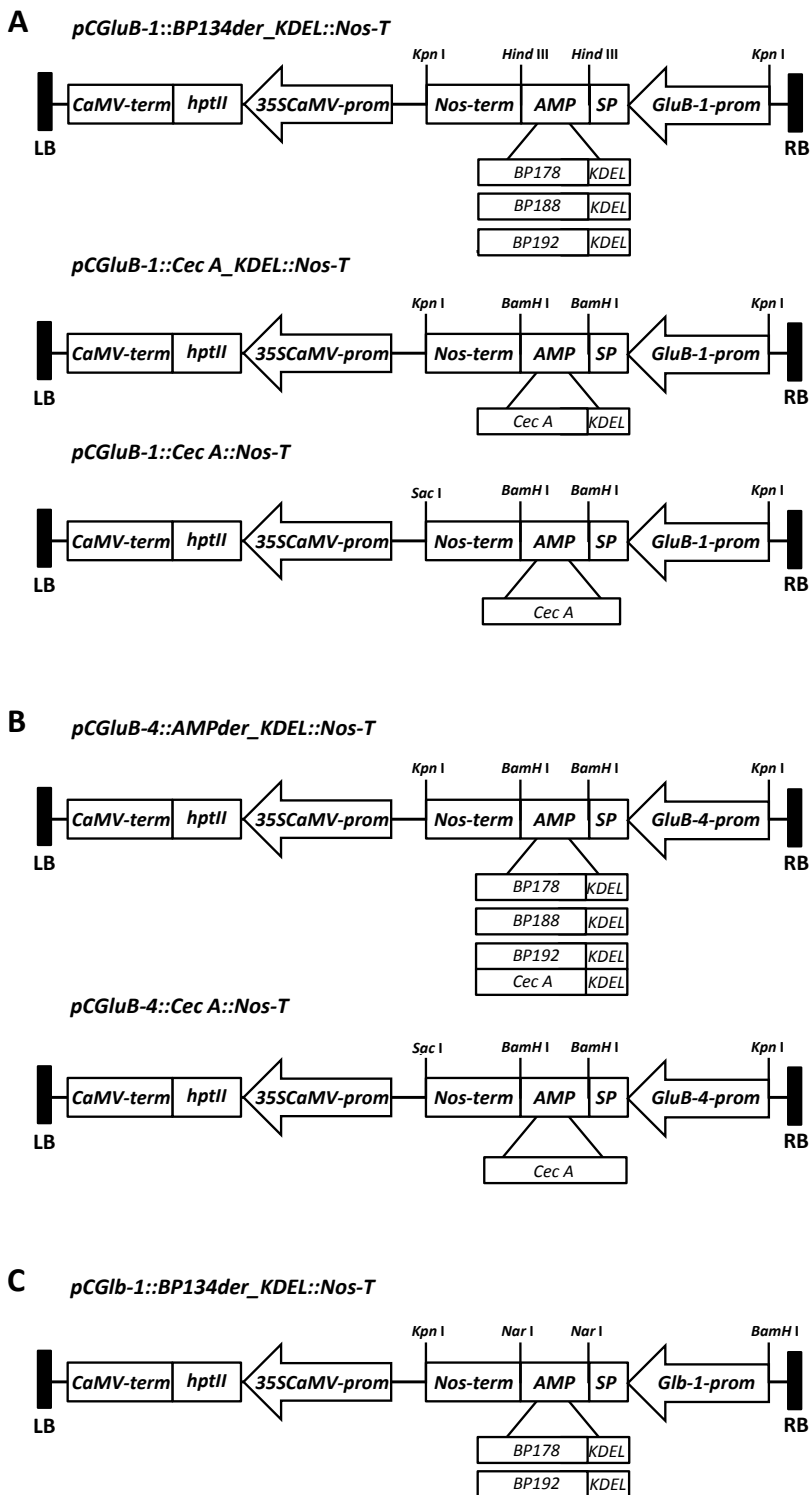 A pCGluB-1::BP134der_KDEL::Nos-T
Kpn I Hind III Hind III Kpn I
CaMV-term hptII 35SCaMV-prom Nos-term AMP SP GluB-1-prom
LB RB
BP178 KDEL
BP188 KDEL
BP192 KDEL
pCGluB-1::Cec A_KDEL::Nos-T
Kpn I BamH I BamH I Kpn I
CaMV-term hptII 35SCaMV-prom Nos-term AMP SP GluB-1-prom
LB RB
Cec A KDEL
pCGluB-1::Cec A::Nos-T
Sac I BamH I BamH I Kpn I
CaMV-term hptII 35SCaMV-prom Nos-term AMP SP GluB-1-prom
LB RB
Cec A
B pCGluB-4::AMPder_KDEL::Nos-T
Kpn I BamH I BamH I Kpn I
CaMV-term hptII 35SCaMV-prom Nos-term AMP SP GluB-4-prom
LB RB
BP178 KDEL
BP188 KDEL
BP192 KDEL
Cec A KDEL
pCGluB-4::Cec A::Nos-T
Sac I BamH I BamH I Kpn I
CaMV-term hptII 35SCaMV-prom Nos-term AMP SP GluB-4-prom
LB RB
Cec A
C pCGlb-1::BP134der_KDEL::Nos-T
Kpn I Nar I Nar I BamH I
CaMV-term hptII 35SCaMV-prom Nos-term AMP SP Glb-1-prom
LB RB
BP178 KDEL
BP192 KDEL